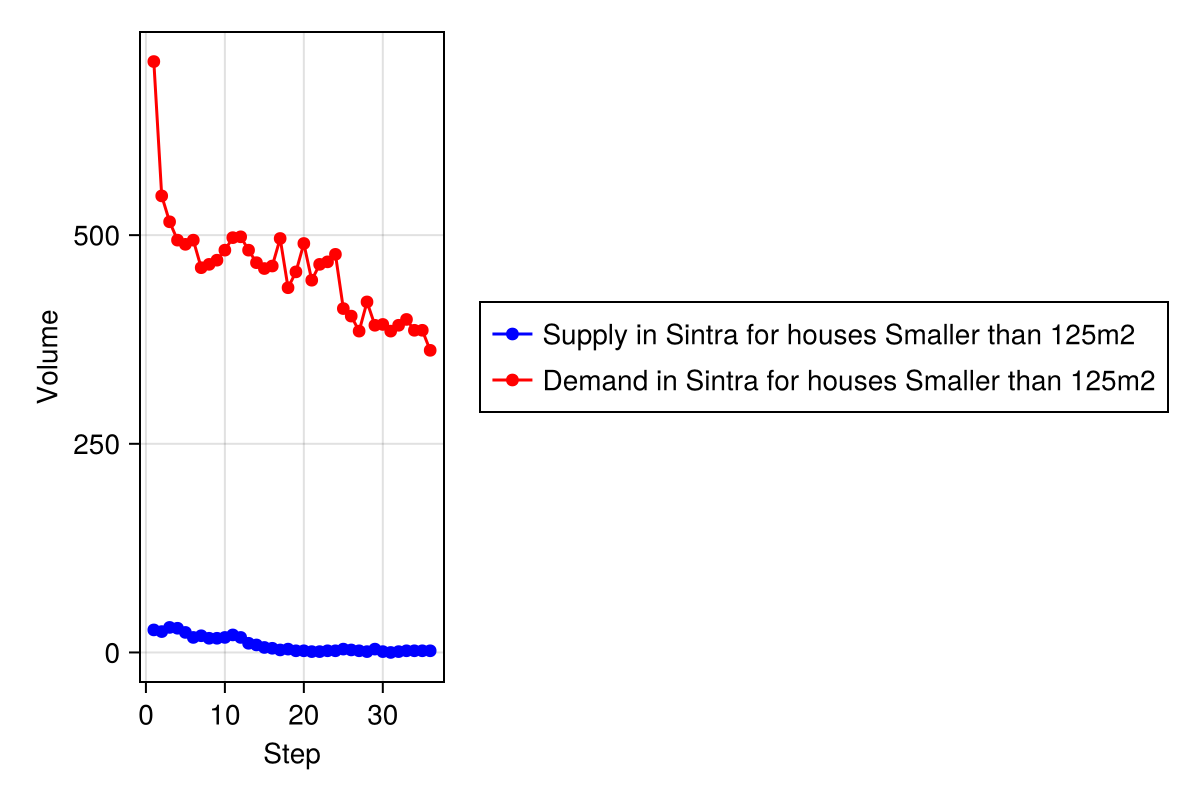 Volume
500
250
0
0 10 20 30
Step
Supply in Sintra for houses Smaller than 125m2
Demand in Sintra for houses Smaller than 125m2